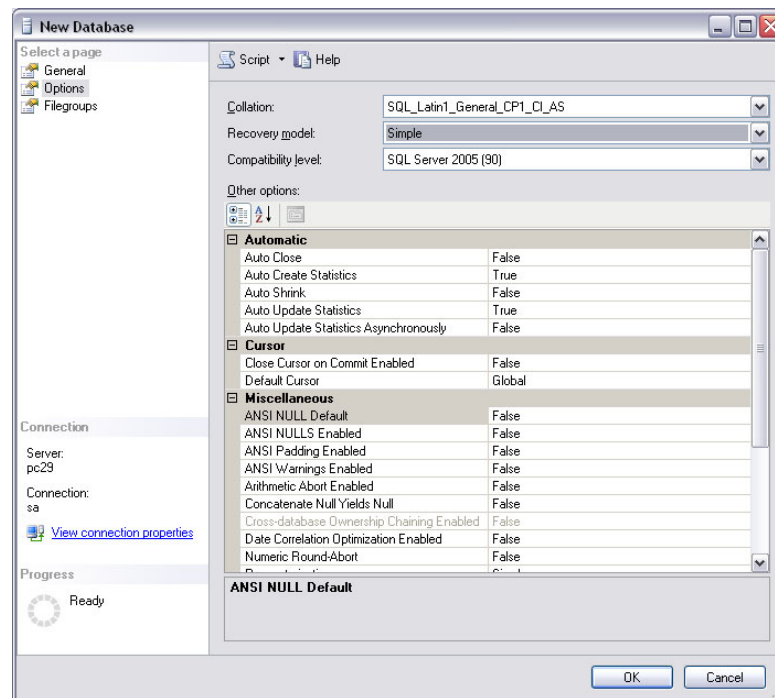 New Database
Select a page
General
Options
Filegroups
Script
Help
Collation: SQL_Latin1_General_CP1_CI_AS
Recovery model: Simple
Compatibility level: SQL Server 2005 (90)
Other options:
Automatic
Auto Close False
Auto Create Statistics True
Auto Shrink False
Auto Update Statistics True
Auto Update Statistics Asynchronously False
Cursor
Close Cursor on Commit Enabled False
Default Cursor Global
Miscellaneous
ANSI NULL Default False
ANSI NULLS Enabled False
ANSI Padding Enabled False
ANSI Warnings Enabled False
Arithmetic Abort Enabled False
Concatenate Null Yields Null False
Cross-database Ownership Chaining Enabled False
Date Correlation Optimization Enabled False
Numeric Round-Abort False
ANSI NULL Default
Connection
Server:
pc29
Connection:
sa
View connection properties
Progress
Ready
OK
Cancel